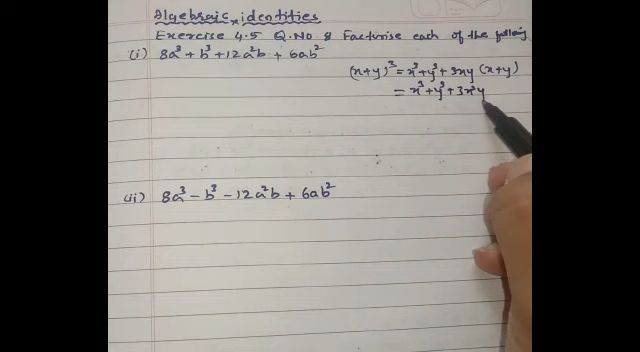 Algebraic identities
Exercise 4.5 Q.No 8 Factorise each of the following
(i) 8a³ + b³ + 12a²b + 6ab²
(x+y)³ = x³+y³+3xy (x+y)
= x³+y³+3x²y
(ii) 8a³ - b³ - 12a²b + 6ab²